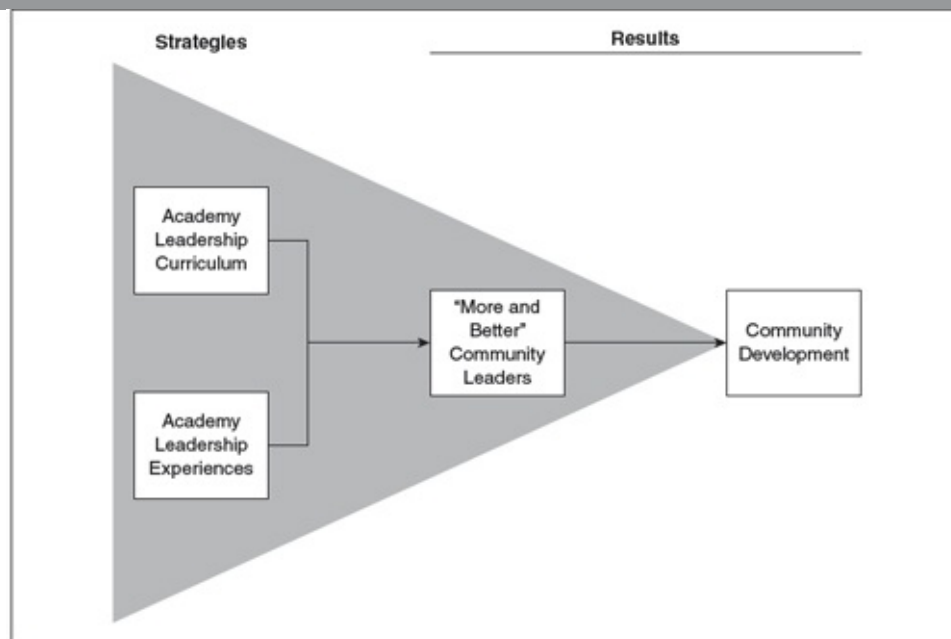 Strategies
Results
Academy
Leadership
Curriculum
Academy
Leadership
Experiences
“More and
Better”
Community
Leaders
Community
Development